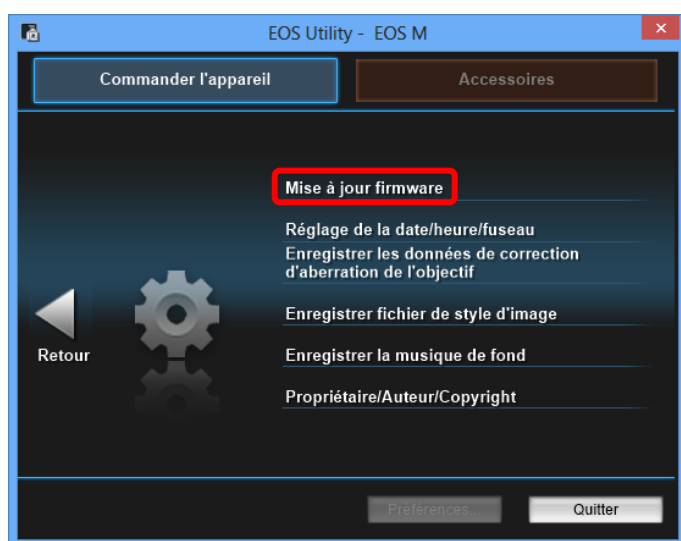 EOS Utility - EOS M
Commander l'appareil
Accessoires
Mise à jour firmware
Réglage de la date/heure/fuseau
Enregistrer les données de correction
d'aberration de l'objectif
Enregistrer fichier de style d'image
Enregistrer la musique de fond
Propriétaire/Auteur/Copyright
Retour
Préférences...
Quitter